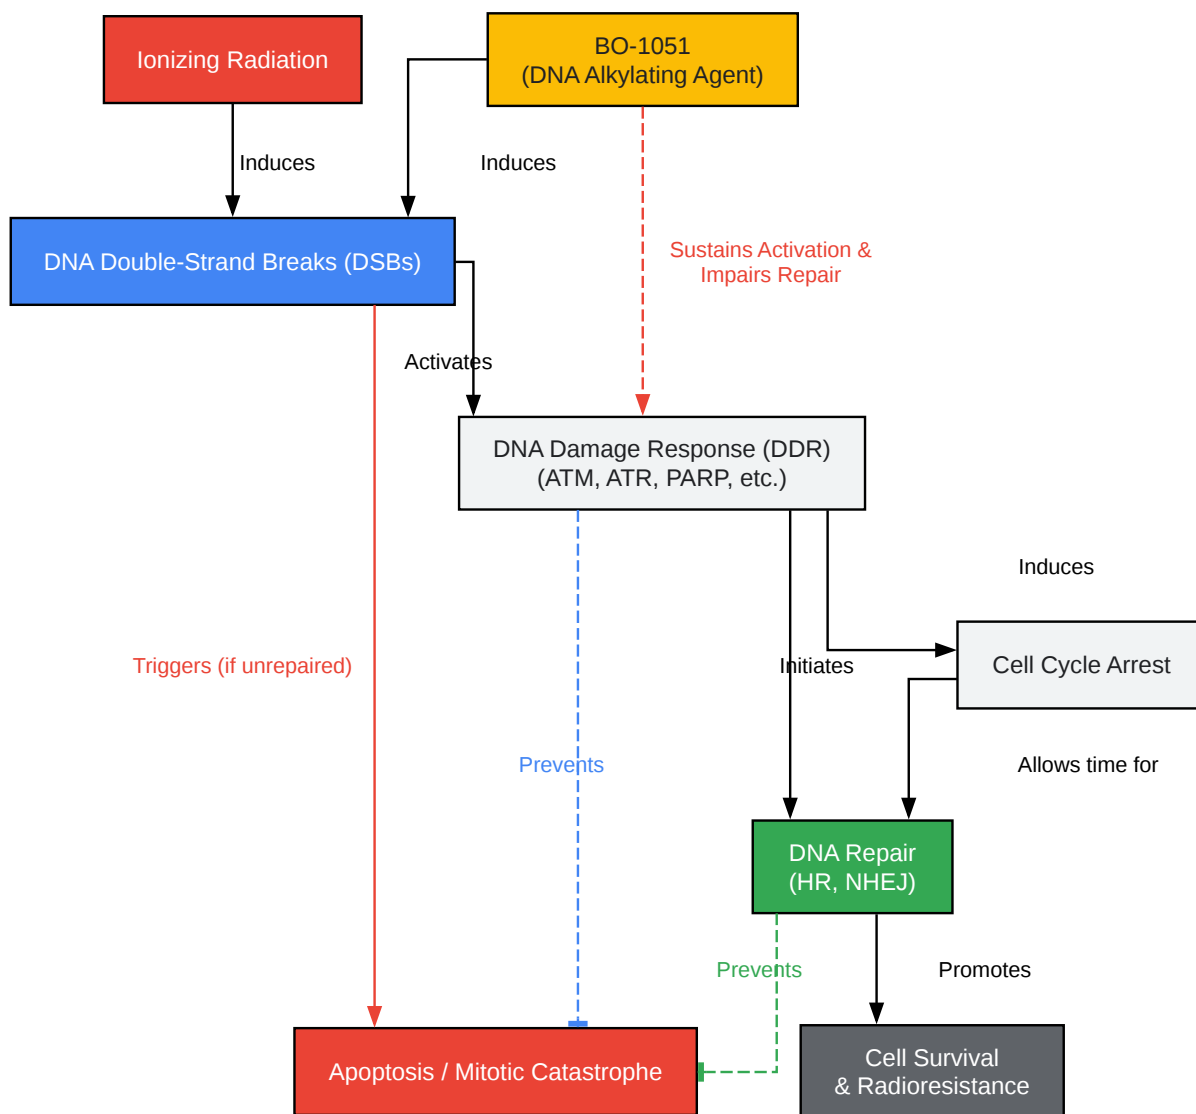 Ionizing Radiation
BO-1051
(DNA Alkylating Agent)
Induces
Induces
DNA Double-Strand Breaks (DSBs)
Sustains Activation &
Impairs Repair
Activates
DNA Damage Response (DDR)
(ATM, ATR, PARP, etc.)
Induces
Triggers (if unrepaired)
Initiates
Cell Cycle Arrest
Prevents
Allows time for
DNA Repair
(HR, NHEJ)
Prevents
Promotes
Apoptosis / Mitotic Catastrophe
Cell Survival
& Radioresistance